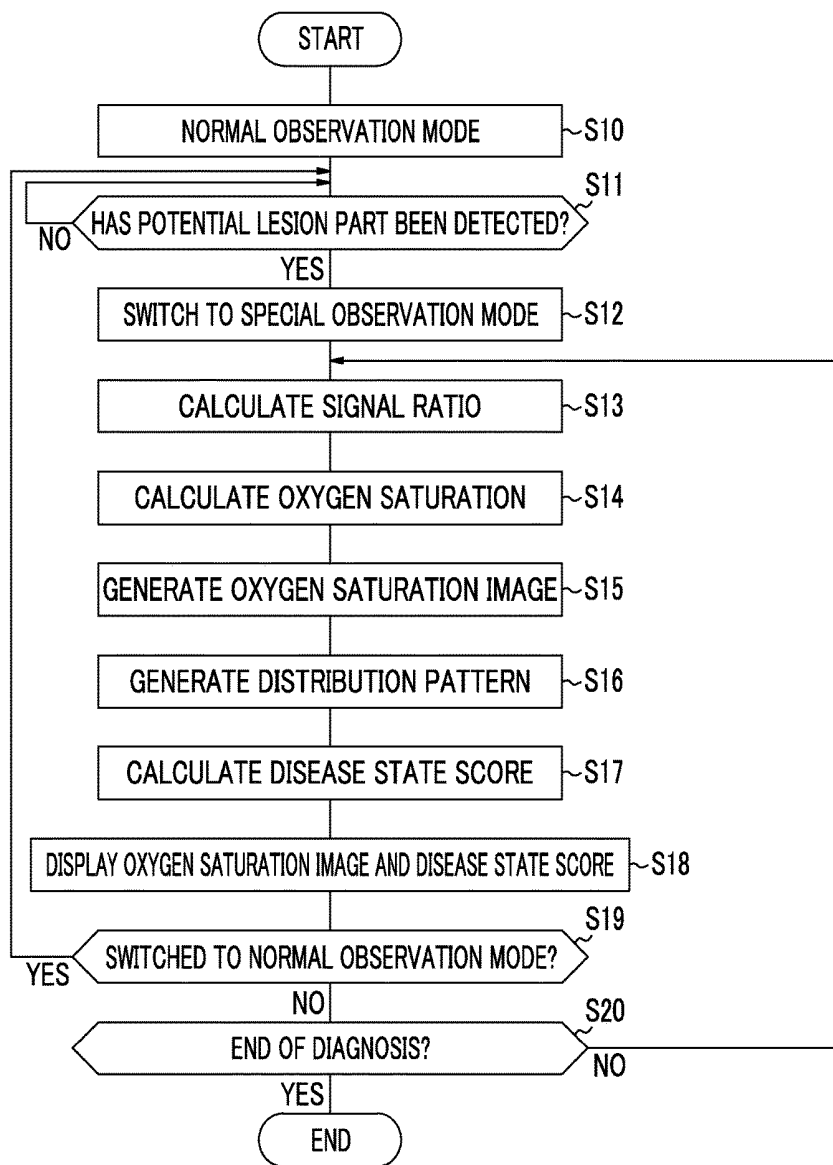 START
NORMAL OBSERVATION MODE S10
S11
HAS POTENTIAL LESION PART BEEN DETECTED?
NO
YES
SWITCH TO SPECIAL OBSERVATION MODE S12
CALCULATE SIGNAL RATIO S13
CALCULATE OXYGEN SATURATION S14
GENERATE OXYGEN SATURATION IMAGE S15
GENERATE DISTRIBUTION PATTERN S16
CALCULATE DISEASE STATE SCORE S17
DISPLAY OXYGEN SATURATION IMAGE AND DISEASE STATE SCORE S18
S19
SWITCHED TO NORMAL OBSERVATION MODE?
YES
NO
S20
END OF DIAGNOSIS?
NO
YES
END